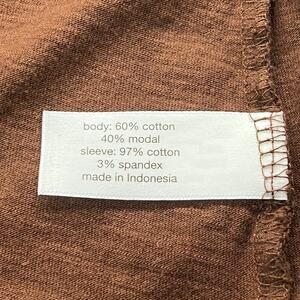 body: 60% cotton
40% modal
sleeve: 97% cotton
3% spandex
made in Indonesia